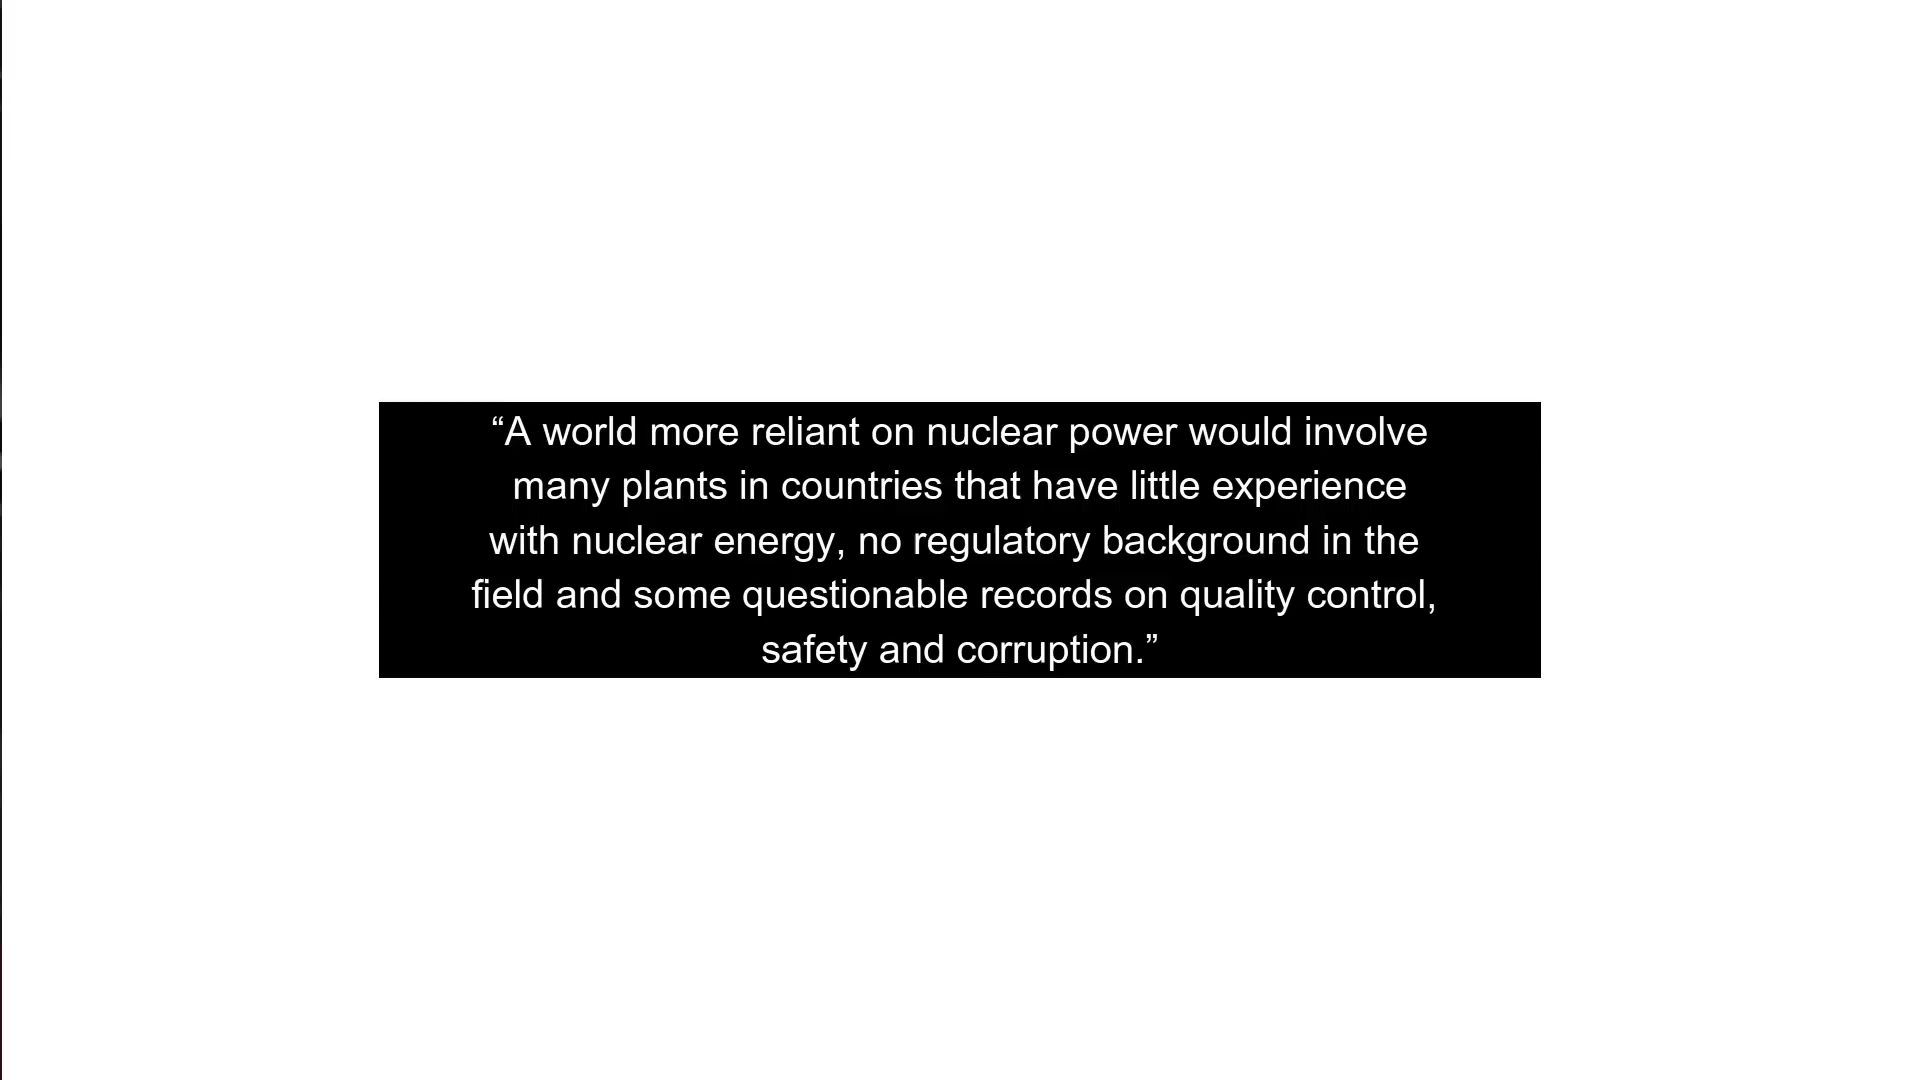 “A world more reliant on nuclear power would involve
many plants in countries that have little experience
with nuclear energy, no regulatory background in the
field and some questionable records on quality control,
safety and corruption.”